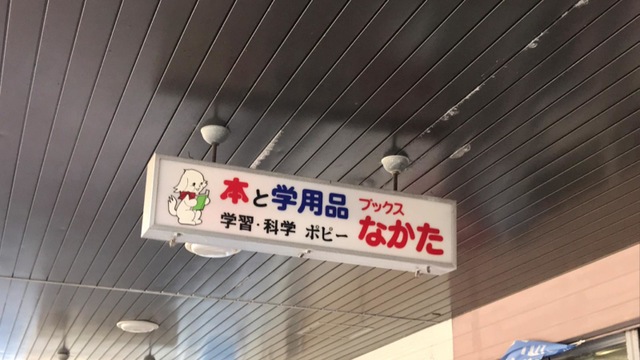 本と学用品
学習・科学 ポピー
ブックス
なかた